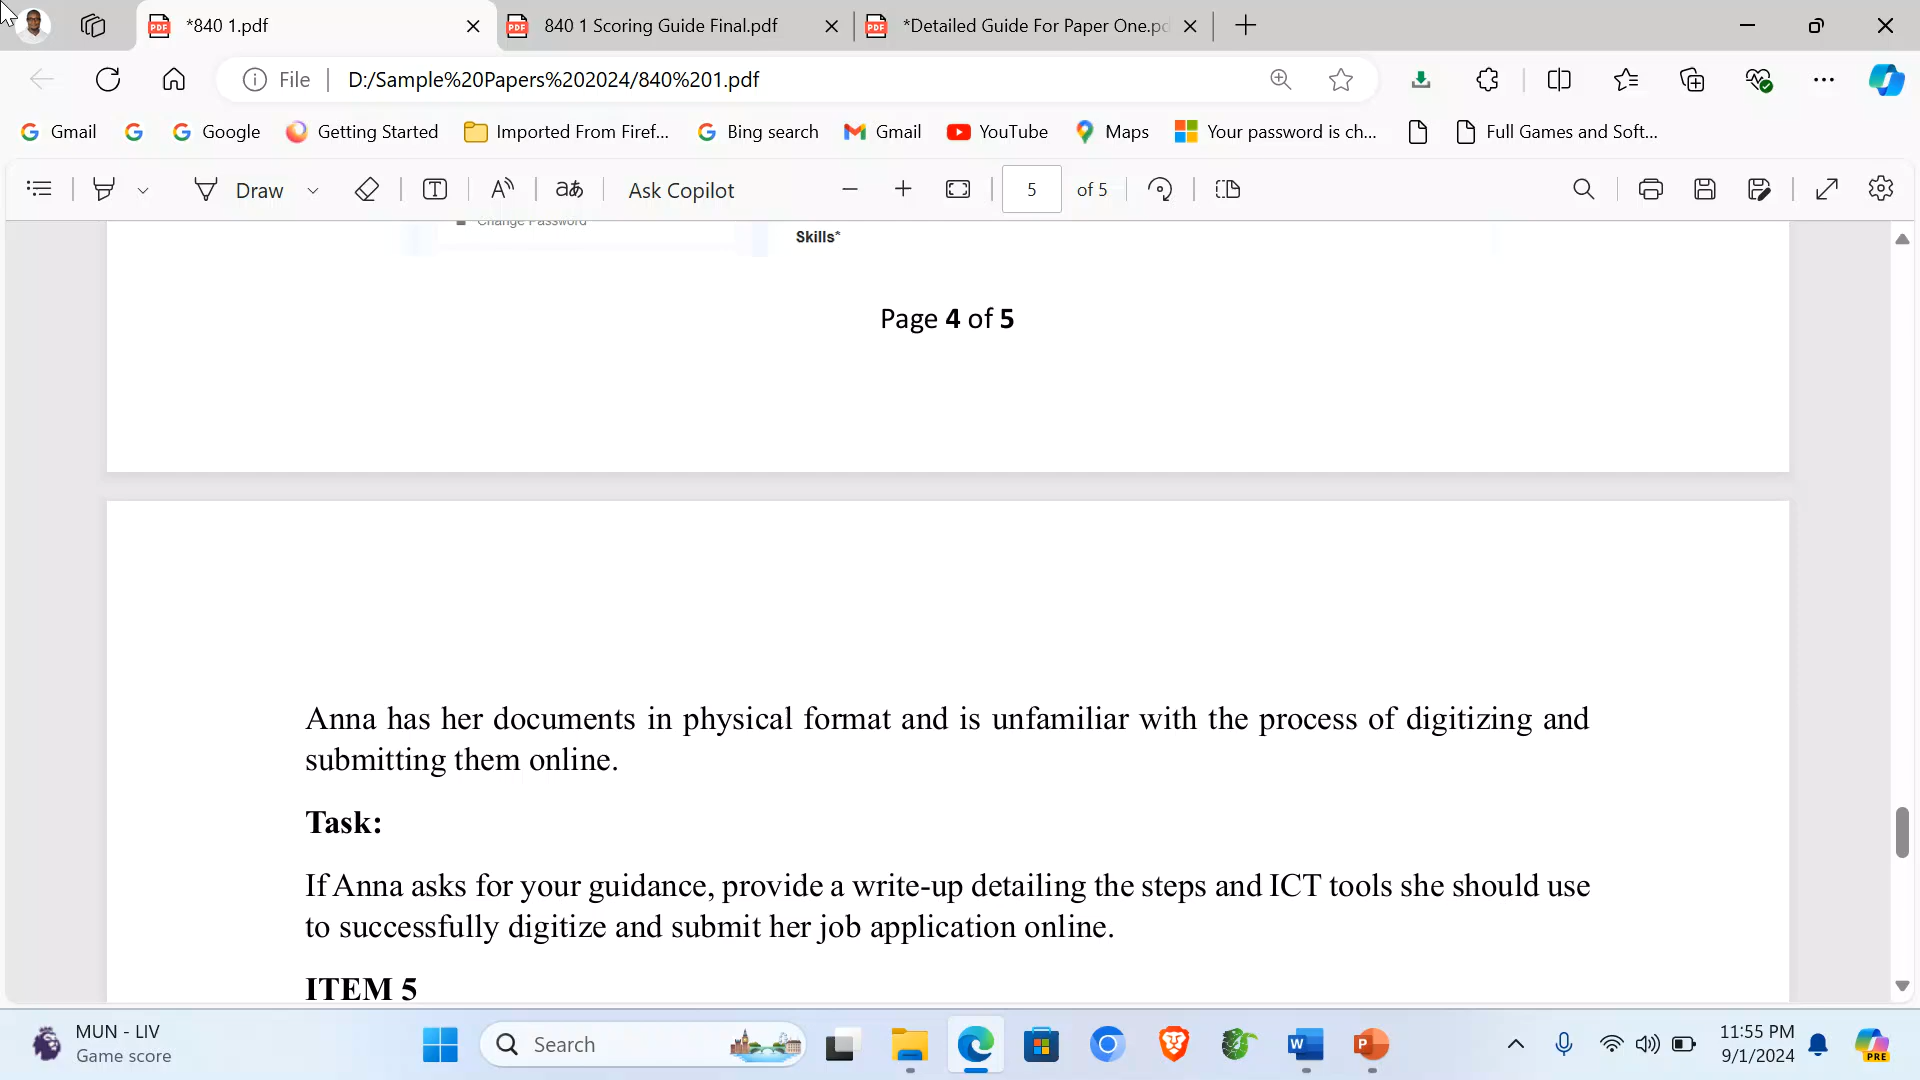 *840 1.pdf
840 1 Scoring Guide Final.pdf
*Detailed Guide For Paper One.pd
File
D:/Sample%20Papers%202024/840%201.pdf
Gmail
Google
Getting Started
Imported From Firef...
Bing search
Gmail
YouTube
Maps
Your password is ch...
Full Games and Soft...
Draw
Ask Copilot
5
of 5
Change Password
Skills*
Page 4 of 5
Anna has her documents in physical format and is unfamiliar with the process of digitizing and
submitting them online.
Task:
If Anna asks for your guidance, provide a write-up detailing the steps and ICT tools she should use
to successfully digitize and submit her job application online.
ITEM 5
MUN - LIV
Game score
Search
11:55 PM
9/1/2024
PRE